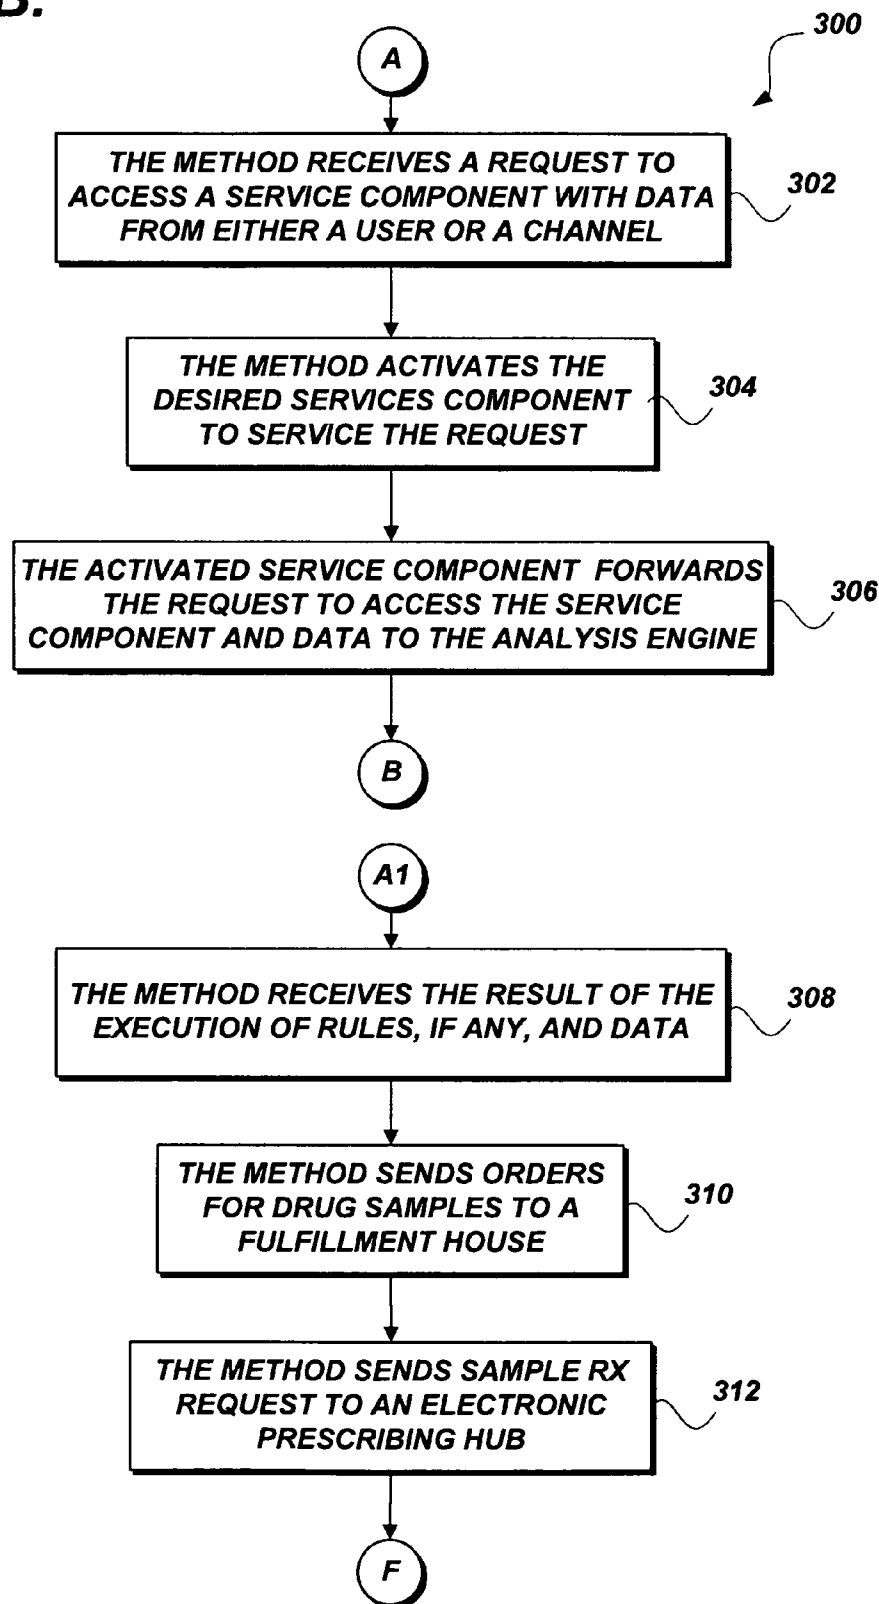 B.
300
A
THE METHOD RECEIVES A REQUEST TO
ACCESS A SERVICE COMPONENT WITH DATA
FROM EITHER A USER OR A CHANNEL
302
THE METHOD ACTIVATES THE
DESIRED SERVICES COMPONENT
TO SERVICE THE REQUEST
304
THE ACTIVATED SERVICE COMPONENT FORWARDS
THE REQUEST TO ACCESS THE SERVICE
COMPONENT AND DATA TO THE ANALYSIS ENGINE
306
B
A1
THE METHOD RECEIVES THE RESULT OF THE
EXECUTION OF RULES, IF ANY, AND DATA
308
THE METHOD SENDS ORDERS
FOR DRUG SAMPLES TO A
FULFILLMENT HOUSE
310
THE METHOD SENDS SAMPLE RX
REQUEST TO AN ELECTRONIC
PRESCRIBING HUB
312
F